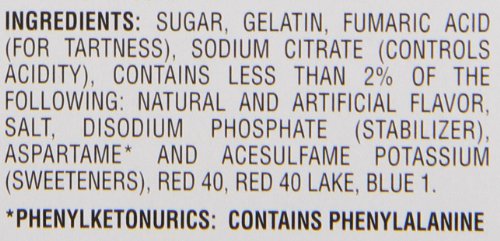 INGREDIENTS: SUGAR, GELATIN, FUMARIC ACID
(FOR TARTNESS), SODIUM CITRATE (CONTROLS
ACIDITY), CONTAINS LESS THAN 2% OF THE
FOLLOWING: NATURAL AND ARTIFICIAL FLAVOR,
SALT, DISODIUM PHOSPHATE (STABILIZER),
ASPARTAME* AND ACESULFAME POTASSIUM
(SWEETENERS), RED 40, RED 40 LAKE, BLUE 1.
*PHENYLKETONURICS: CONTAINS PHENYLALANINE